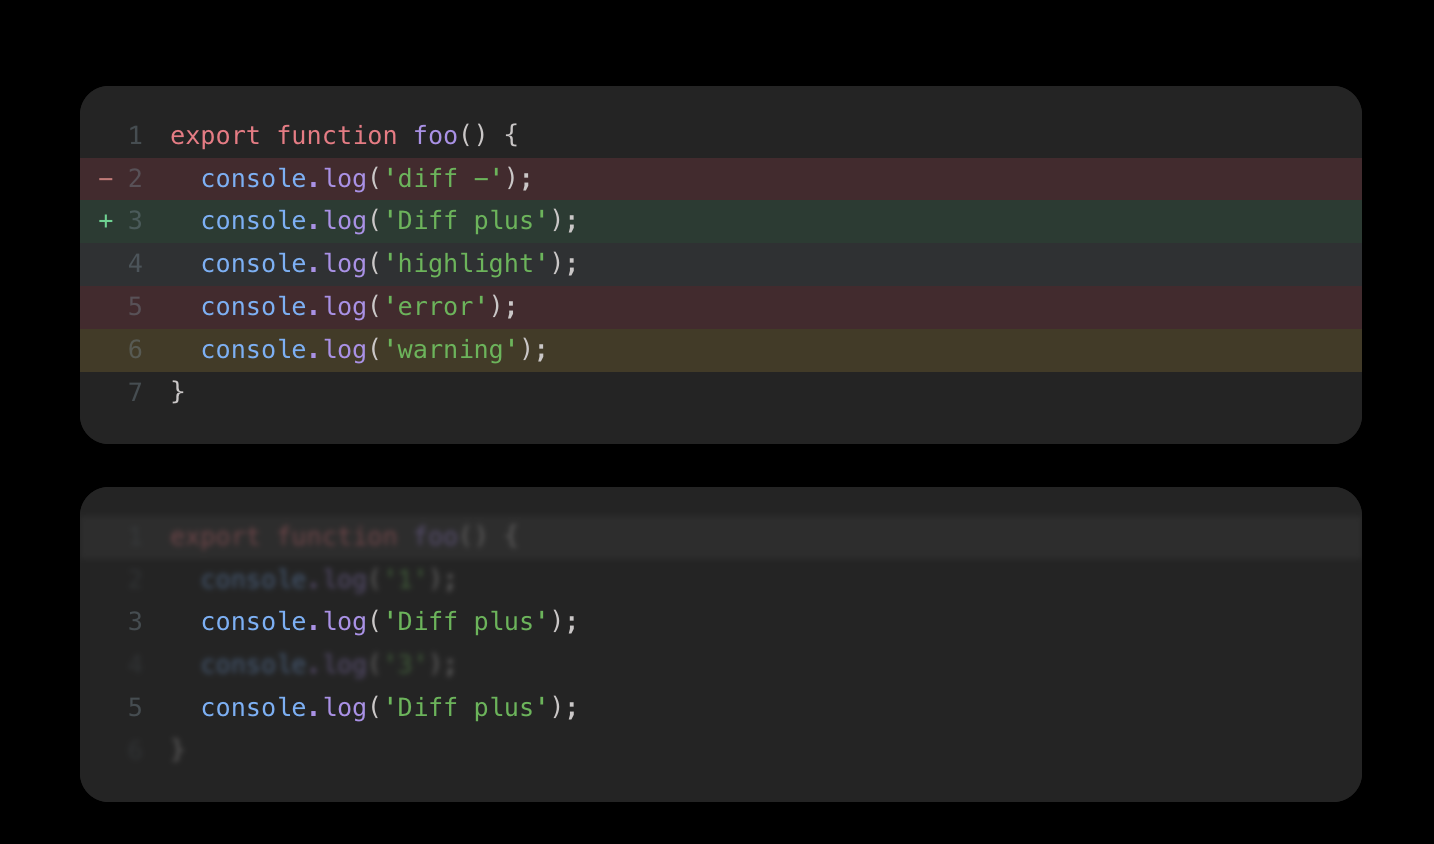 1 export function foo() {
− 2 console.log('diff −');
+ 3 console.log('Diff plus');
4 console.log('highlight');
5 console.log('error');
6 console.log('warning');
7 }
1 export function foo() {
2 console.log('1');
3 console.log('Diff plus');
4 console.log('3');
5 console.log('Diff plus');
6 }